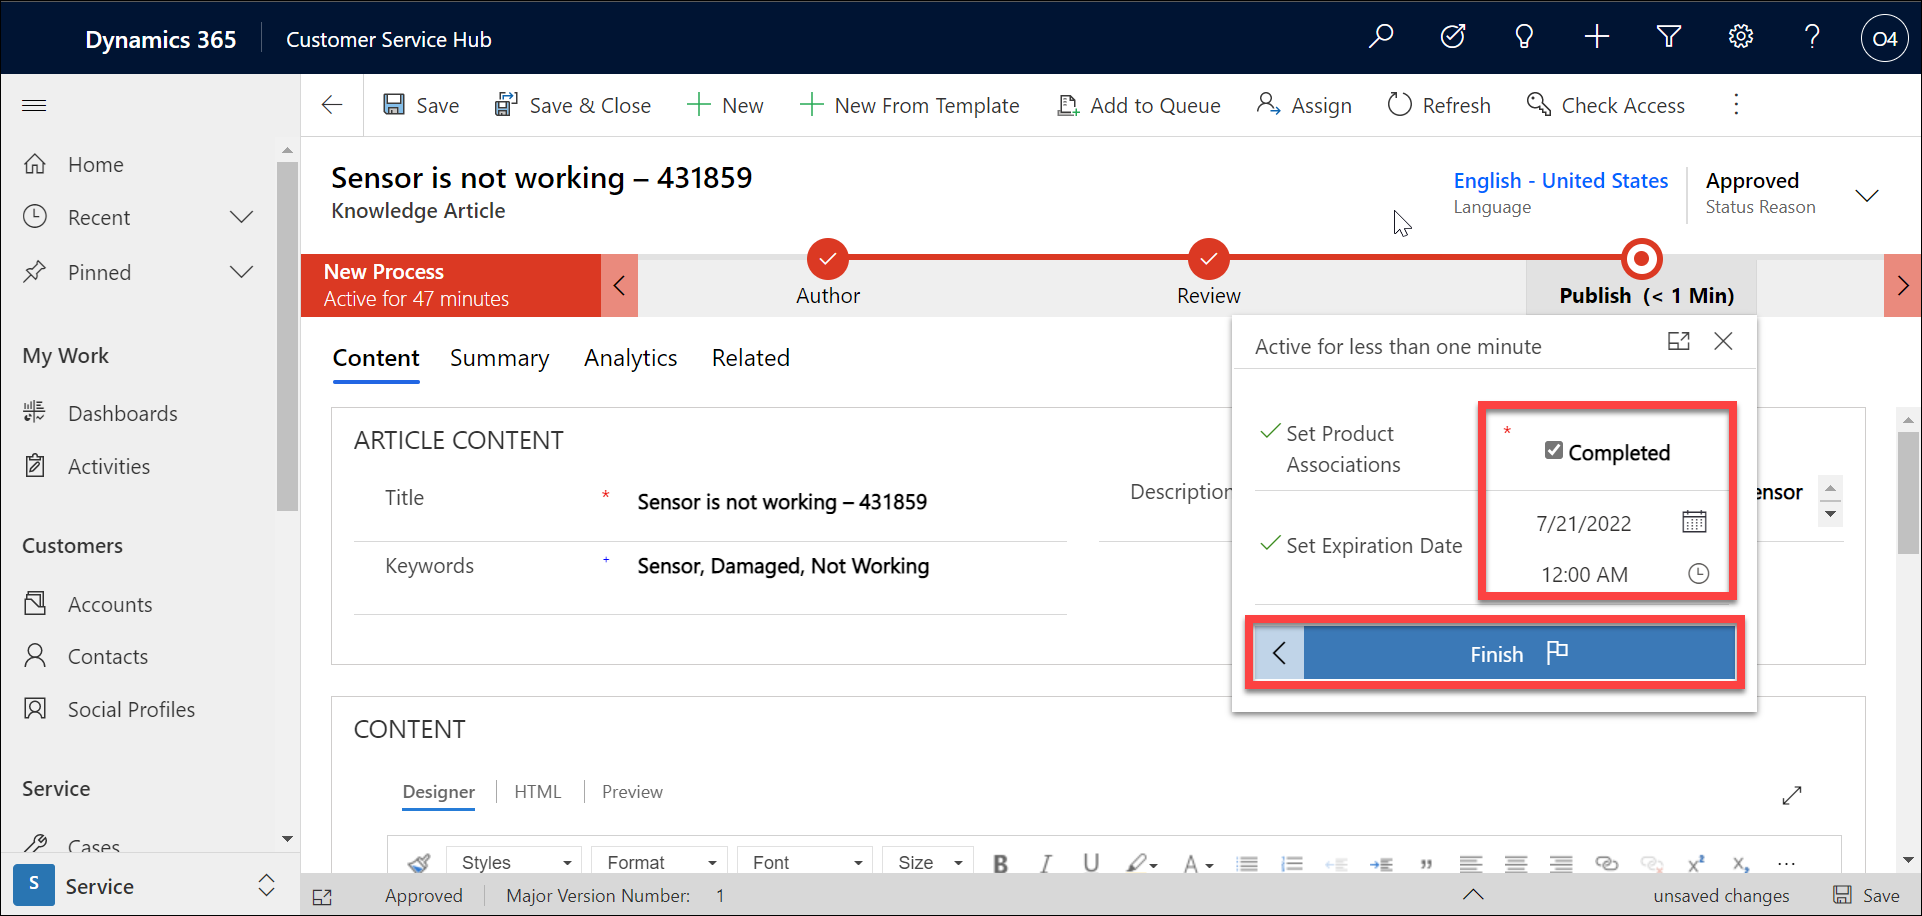 Dynamics 365
Customer Service Hub
O4
Save
Save & Close
New
New From Template
Add to Queue
Assign
Refresh
Check Access
Home
Recent
Pinned
My Work
Dashboards
Activities
Customers
Accounts
Contacts
Social Profiles
Service
Cases
S Service
Sensor is not working – 431859
Knowledge Article
English - United States
Language
Approved
Status Reason
New Process
Active for 47 minutes
Author
Review
Publish (< 1 Min)
Content
Summary
Analytics
Related
ARTICLE CONTENT
Title
*
Sensor is not working – 431859
Description
ensor
Keywords
+
Sensor, Damaged, Not Working
Active for less than one minute
Set Product
Associations
*
Completed
Set Expiration Date
7/21/2022
12:00 AM
Finish
CONTENT
Designer
HTML
Preview
Styles
Format
Font
Size
B I U
Approved
Major Version Number: 1
unsaved changes
Save